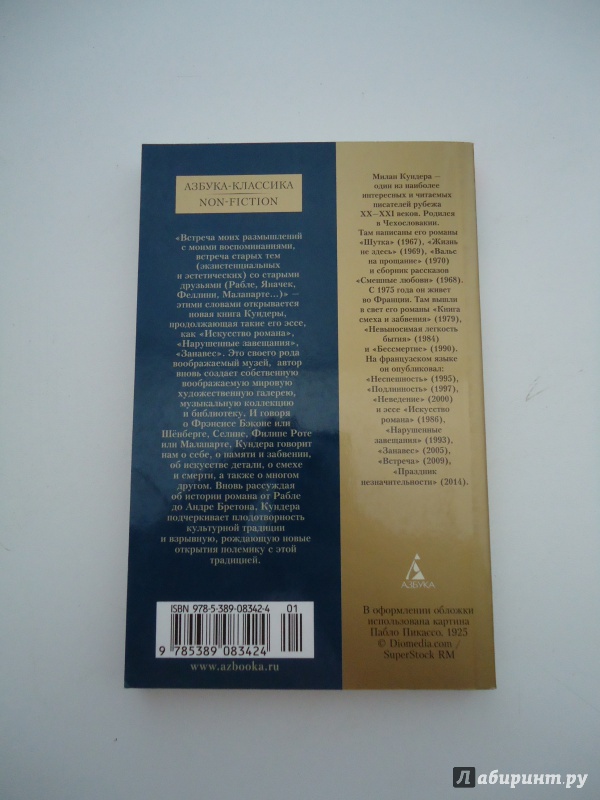 АЗБУКА-КЛАССИКА
NON-FICTION
«Встреча моих размышлений
с моими воспоминаниями,
встреча старых тем
(экзистенциальных
и эстетических) со старыми
друзьями (Рабле, Яначек,
Феллини, Малапарте...)» —
этими словами открывается
новая книга Кундеры,
продолжающая такие его эссе,
как «Искусство романа»,
«Нарушенные завещания»,
«Занавес». Это своего рода
воображаемый музей, автор
вновь создает собственную
воображаемую мировую
художественную галерею,
музыкальную коллекцию
и библиотеку. И говоря
о Фрэнсисе Бэконе или
Шёнберге, Селине, Филипе Роте
или Малапарте, Кундера говорит
нам о себе, о памяти и забвении,
об искусстве детали, о смехе
и смерти, а также о многом
другом. Вновь рассуждая
об истории романа от Рабле
до Андре Бретона, Кундера
подчеркивает плодотворность
культурной традиции
и взрывную, рождающую новые
открытия полемику с этой
традицией.
ISBN 978-5-389-08342-4 01
9 785389 083424
www.azbooka.ru
Милан Кундера —
один из наиболее
интересных и читаемых
писателей рубежа
XX—XXI веков. Родился
в Чехословакии.
Там написаны его романы
«Шутка» (1967), «Жизнь
не здесь» (1969), «Вальс
на прощание» (1970)
и сборник рассказов
«Смешные любови» (1968).
С 1975 года он живет
во Франции. Там вышли
в свет его романы «Книга
смеха и забвения» (1979),
«Невыносимая легкость
бытия» (1984)
и «Бессмертие» (1990).
На французском языке
он опубликовал:
«Неспешность» (1995),
«Подлинность» (1997),
«Неведение» (2000)
и эссе «Искусство
романа» (1986),
«Нарушенные
завещания» (1993),
«Занавес» (2005),
«Встреча» (2009),
«Праздник
незначительности» (2014).
АЗБУКА
В оформлении обложки
использована картина
Пабло Пикассо, 1925
© Diomedia.com /
SuperStock RM
лабиринт.ру